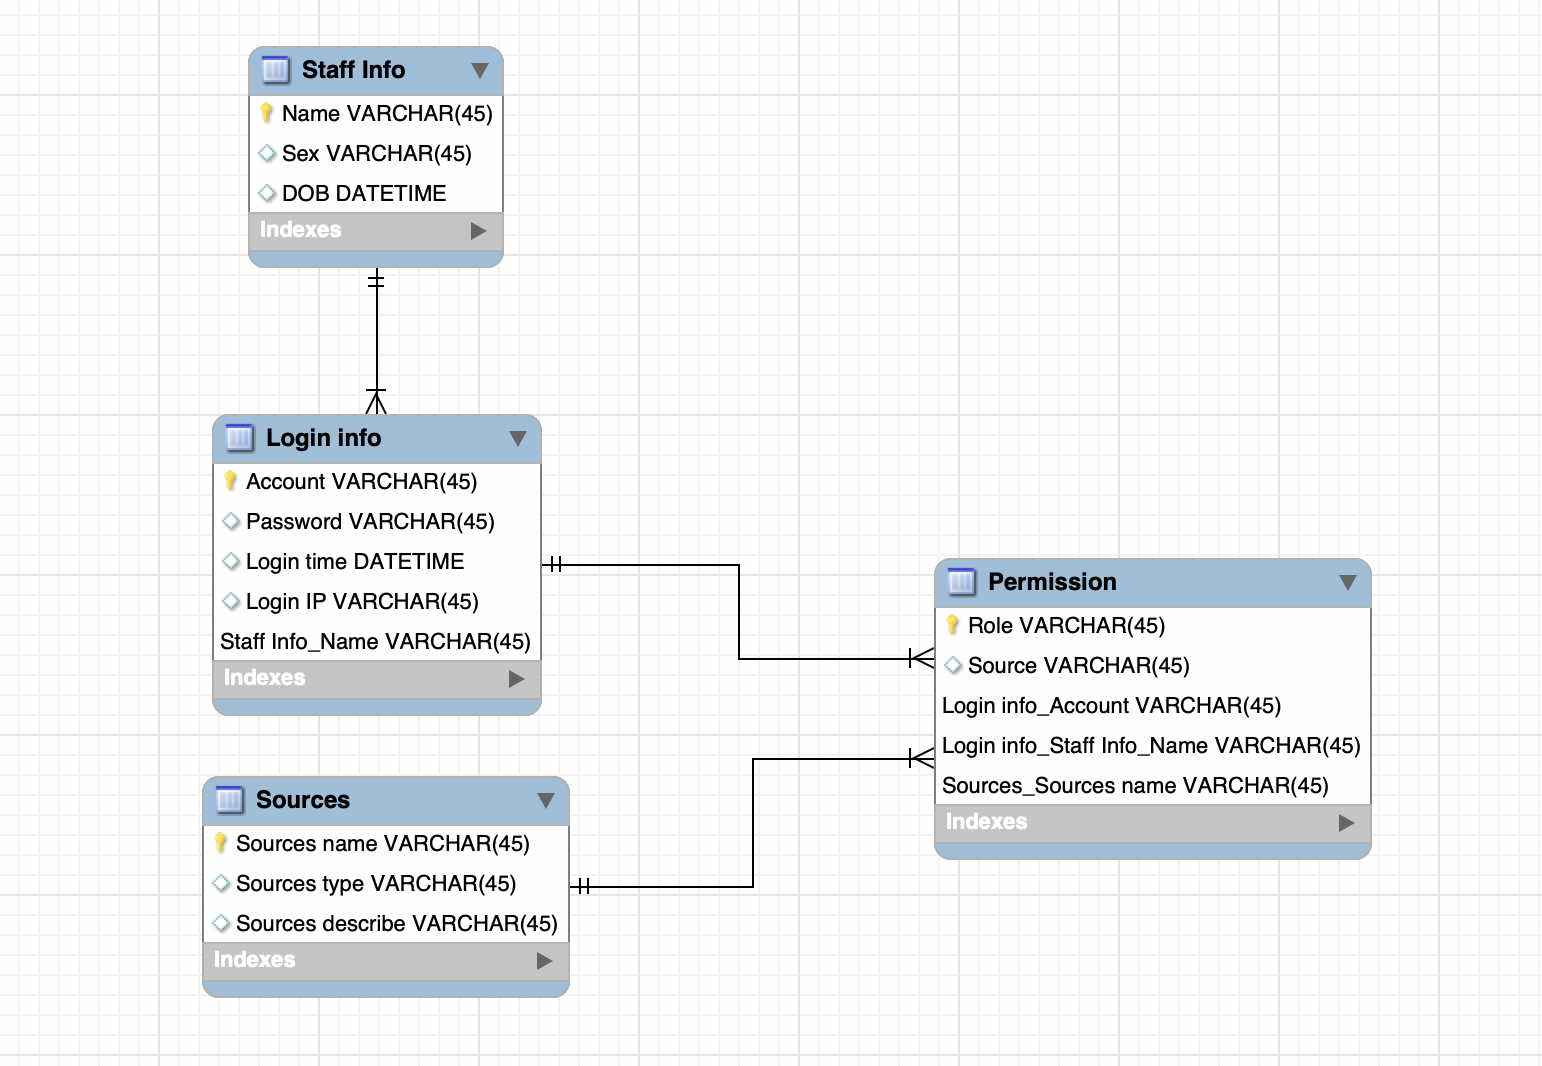 Staff Info
Name VARCHAR(45)
Sex VARCHAR(45)
DOB DATETIME
Indexes
Login info
Account VARCHAR(45)
Password VARCHAR(45)
Login time DATETIME
Login IP VARCHAR(45)
Staff Info_Name VARCHAR(45)
Indexes
Permission
Role VARCHAR(45)
Source VARCHAR(45)
Login info_Account VARCHAR(45)
Login info_Staff Info_Name VARCHAR(45)
Sources_Sources name VARCHAR(45)
Indexes
Sources
Sources name VARCHAR(45)
Sources type VARCHAR(45)
Sources describe VARCHAR(45)
Indexes